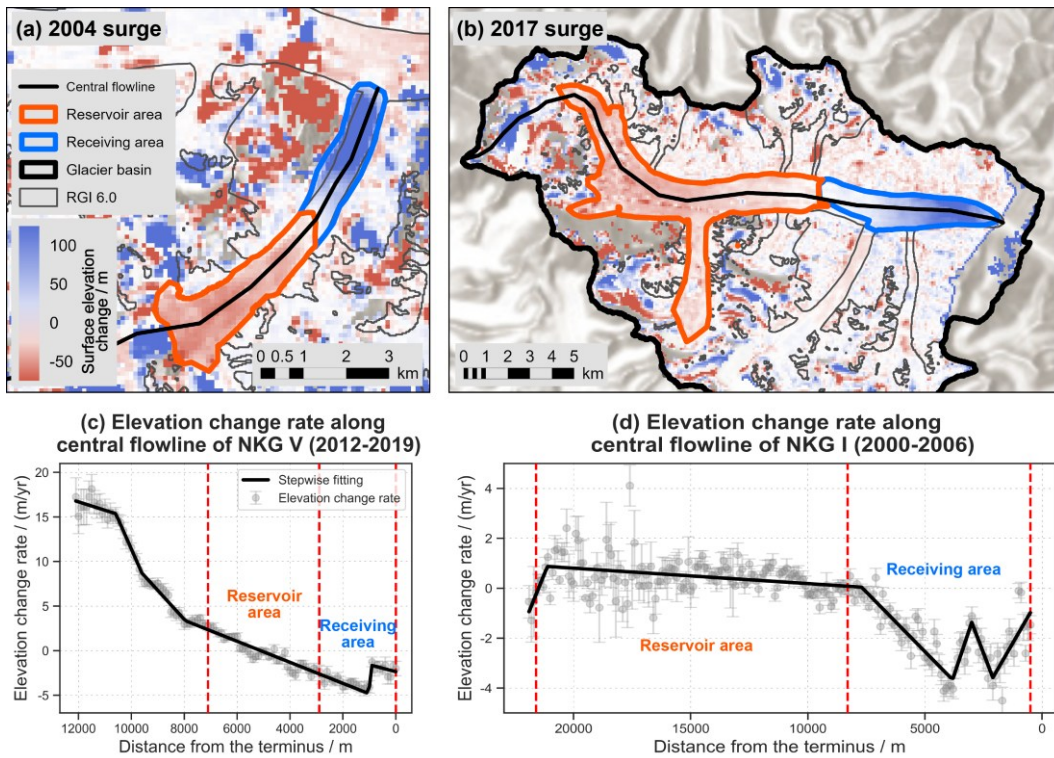 (a) 2004 surge
Central flowline
Reservoir area
Receiving area
Glacier basin
RGI 6.0
100
50
0
-50
Surface elevation
change / m
0 0.5 1 2 3
km
(b) 2017 surge
0 1 2 3 4 5
km
(c) Elevation change rate along
central flowline of NKG V (2012-2019)
Stepwise fitting
Elevation change rate
Reservoir
area
Receiving
area
20
15
10
5
0
-5
Elevation change rate / (m/yr)
12000 10000 8000 6000 4000 2000 0
Distance from the terminus / m
(d) Elevation change rate along
central flowline of NKG I (2000-2006)
Receiving area
Reservoir area
4
2
0
-2
-4
Elevation change rate / (m/yr)
20000 15000 10000 5000 0
Distance from the terminus / m